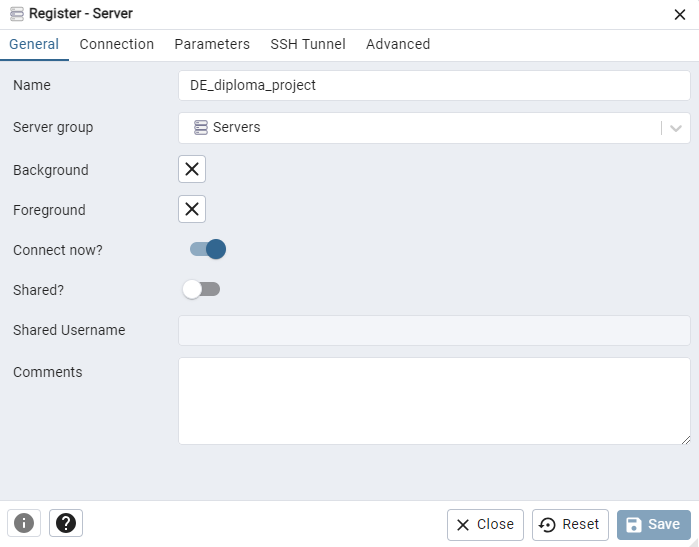 Register - Server
General Connection Parameters SSH Tunnel Advanced
Name DE_diploma_project
Server group Servers
Background
Foreground
Connect now?
Shared?
Shared Username
Comments
Close Reset Save